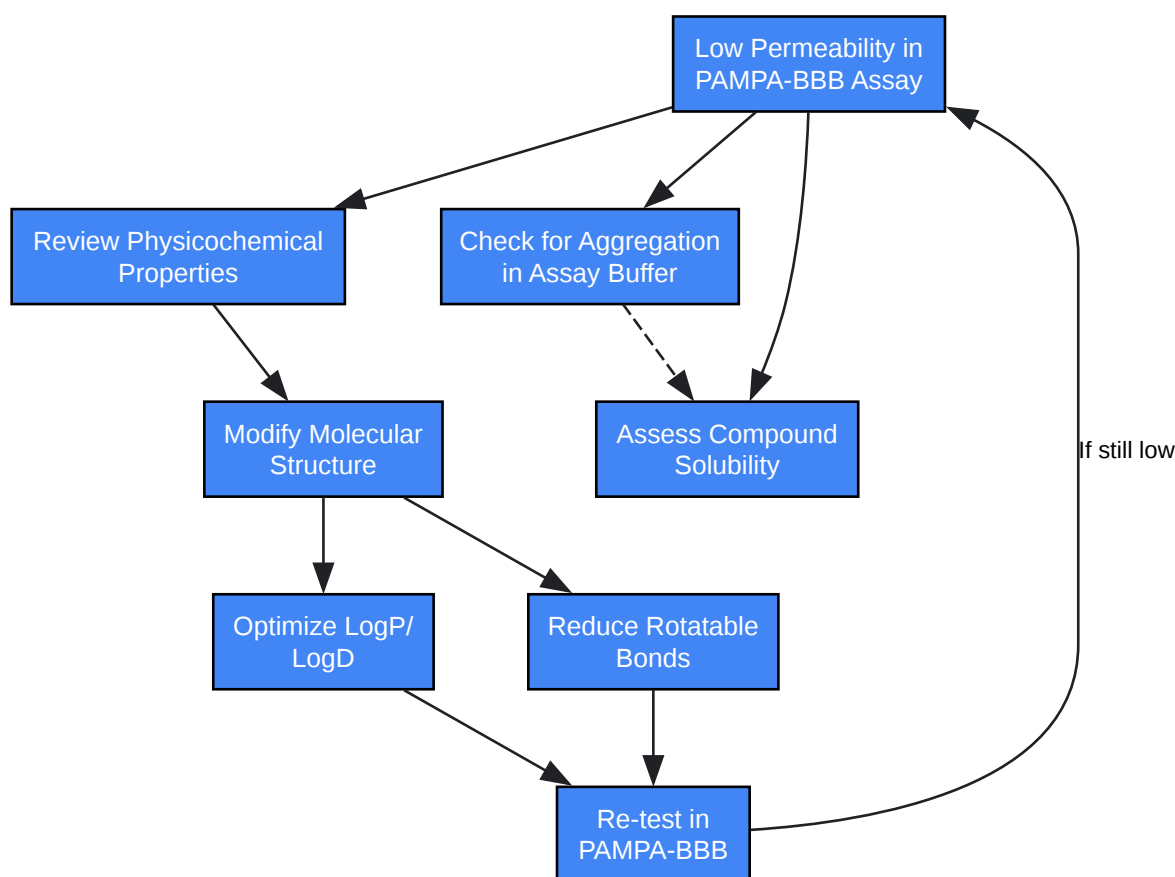 Low Permeability in
PAMPA-BBB Assay
Review Physicochemical
Properties
Check for Aggregation
in Assay Buffer
Modify Molecular
Structure
Assess Compound
Solubility
If still low
Optimize LogP/
LogD
Reduce Rotatable
Bonds
Re-test in
PAMPA-BBB